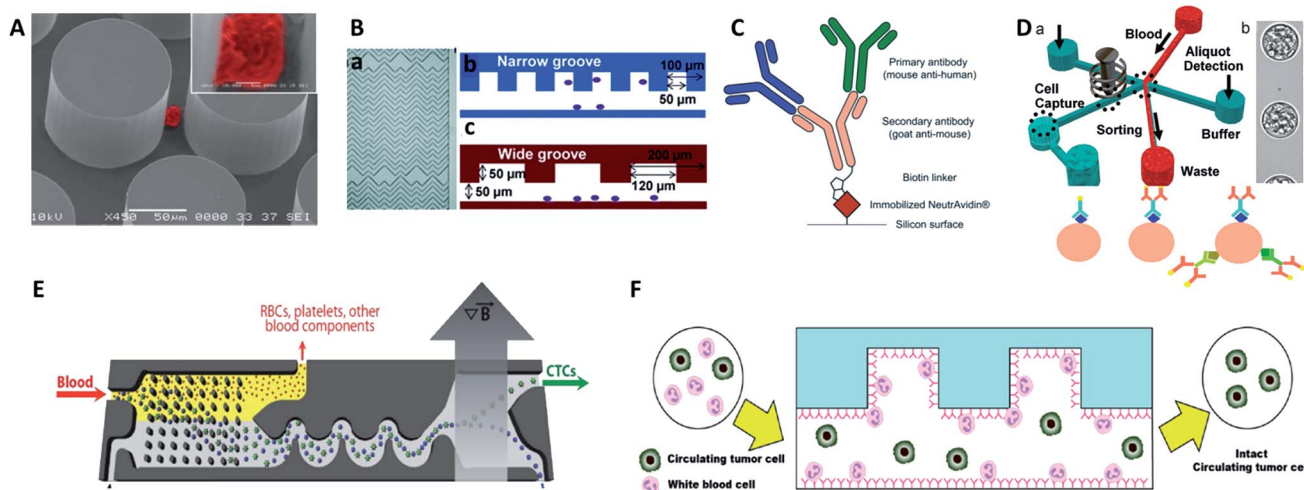 A
10kV X450 50µm 0000 33 37 SEI
B
a
b
Narrow groove
100 µm
50 µm
c
Wide groove
200 µm
50 µm
50 µm
120 µm
C
Primary antibody
(mouse anti-human)
Secondary antibody
(goat anti-mouse)
Biotin linker
Immobilized NeutrAvidin®
Silicon surface
D
a
b
Blood
Aliquot
Detection
Cell
Capture
Sorting
Buffer
Waste
E
RBCs, platelets, other
blood components
▽B
Blood
CTCs
F
Circulating tumor cell
White blood cell
Intact
Circulating tumor ce